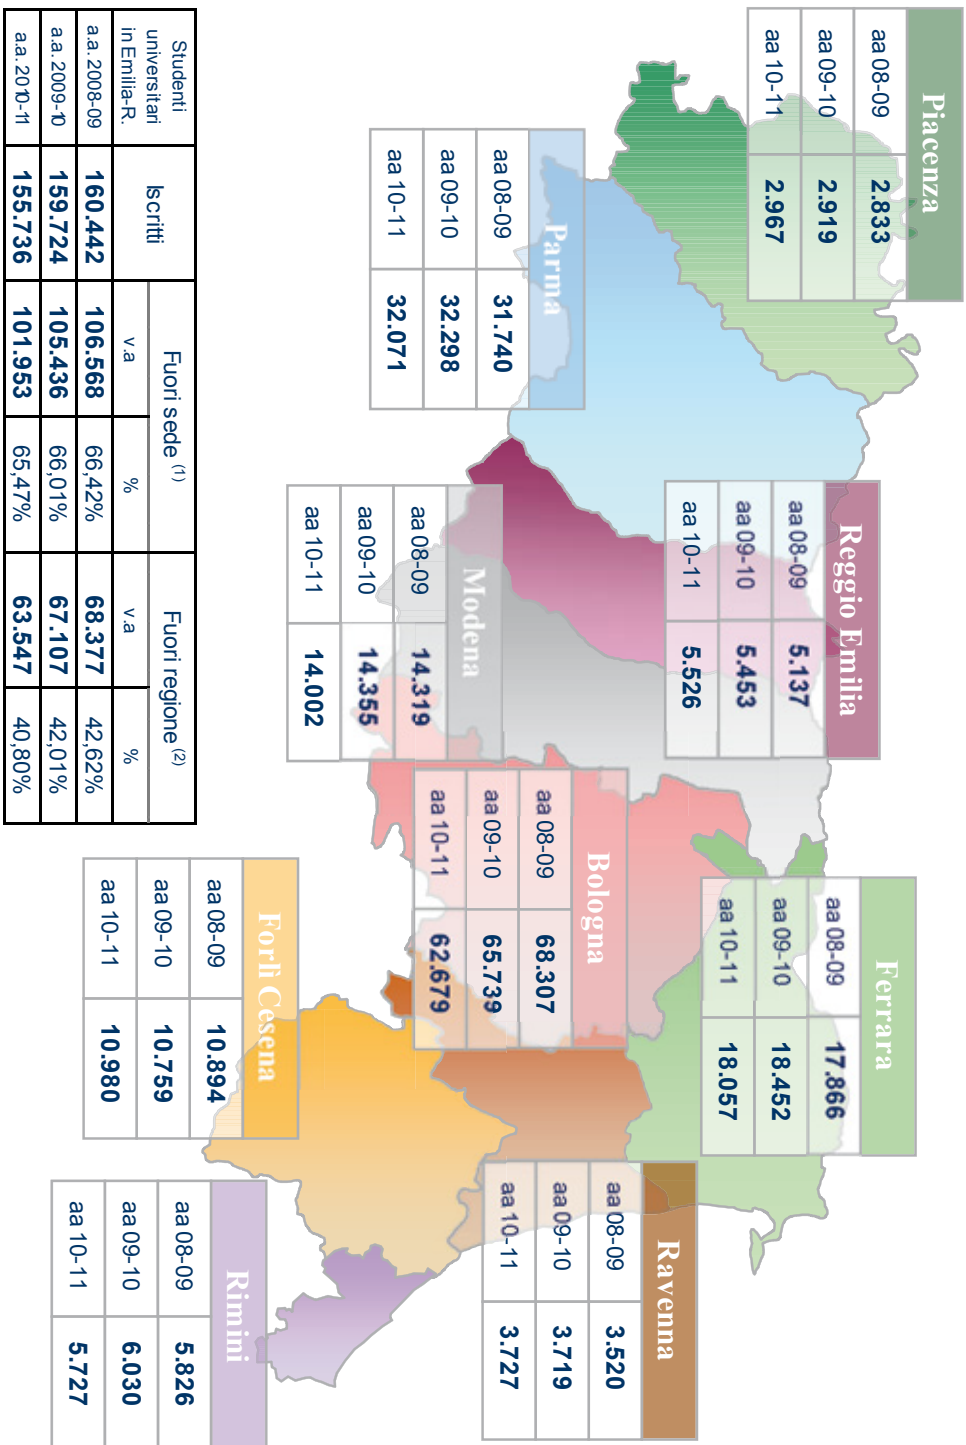 Piacenza
aa 08-09 2.833
aa 09-10 2.919
aa 10-11 2.967
Parma
aa 08-09 31.740
aa 09-10 32.298
aa 10-11 32.071
Reggio Emilia
aa 08-09 5.137
aa 09-10 5.453
aa 10-11 5.526
Modena
aa 08-09 14.319
aa 09-10 14.355
aa 10-11 14.002
Ferrara
aa 08-09 17.866
aa 09-10 18.452
aa 10-11 18.057
Bologna
aa 08-09 68.307
aa 09-10 65.739
aa 10-11 62.679
Ravenna
aa 08-09 3.520
aa 09-10 3.719
aa 10-11 3.727
Forlì Cesena
aa 08-09 10.894
aa 09-10 10.759
aa 10-11 10.980
Rimini
aa 08-09 5.826
aa 09-10 6.030
aa 10-11 5.727
Studenti
universitari
in Emilia-R.
Iscritti
Fuori sede (1)
Fuori regione (2)
v.a % v.a %
a.a. 2008-09 160.442 106.568 66,42% 68.377 42,62%
a.a. 2009-10 159.724 105.436 66,01% 67.107 42,01%
a.a. 2010-11 155.736 101.953 65,47% 63.547 40,80%